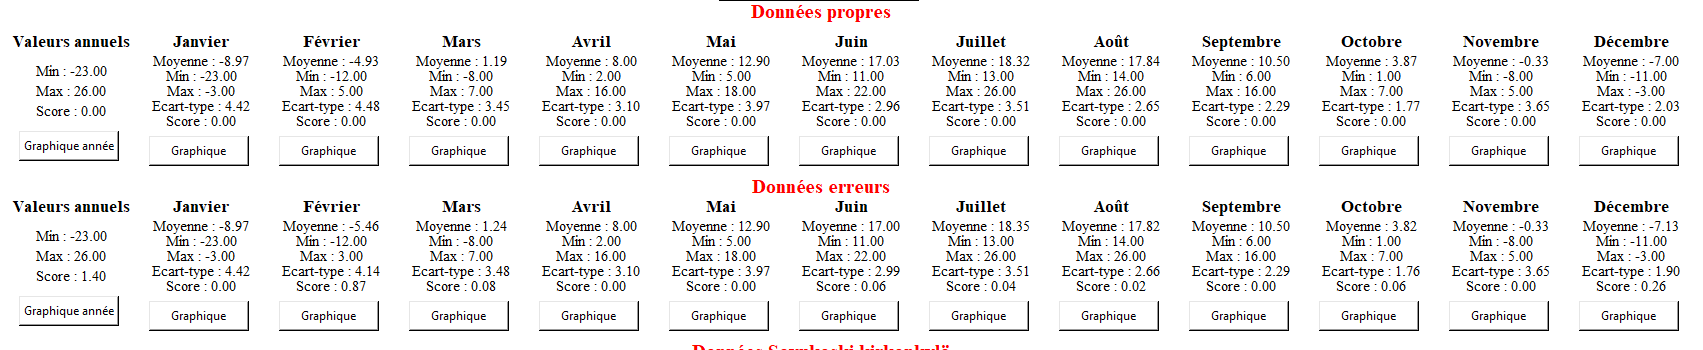 Données propres
Valeurs annuels Janvier Février Mars Avril Mai Juin Juillet Août Septembre Octobre Novembre Décembre
Moyenne : -8.97 Moyenne : -4.93 Moyenne : 1.19 Moyenne : 8.00 Moyenne : 12.90 Moyenne : 17.03 Moyenne : 18.32 Moyenne : 17.84 Moyenne : 10.50 Moyenne : 3.87 Moyenne : -0.33 Moyenne : -7.00
Min : -23.00 Min : -23.00 Min : -12.00 Min : -8.00 Min : 2.00 Min : 5.00 Min : 11.00 Min : 13.00 Min : 14.00 Min : 6.00 Min : 1.00 Min : -8.00 Min : -11.00
Max : 26.00 Max : -3.00 Max : 5.00 Max : 7.00 Max : 16.00 Max : 18.00 Max : 22.00 Max : 26.00 Max : 26.00 Max : 16.00 Max : 7.00 Max : 5.00 Max : -3.00
Ecart-type : 4.42 Ecart-type : 4.48 Ecart-type : 3.45 Ecart-type : 3.10 Ecart-type : 3.97 Ecart-type : 2.96 Ecart-type : 3.51 Ecart-type : 2.65 Ecart-type : 2.29 Ecart-type : 1.77 Ecart-type : 3.65 Ecart-type : 2.03
Score : 0.00 Score : 0.00 Score : 0.00 Score : 0.00 Score : 0.00 Score : 0.00 Score : 0.00 Score : 0.00 Score : 0.00 Score : 0.00 Score : 0.00 Score : 0.00 Score : 0.00
Graphique année Graphique Graphique Graphique Graphique Graphique Graphique Graphique Graphique Graphique Graphique Graphique Graphique
Données erreurs
Valeurs annuels Janvier Février Mars Avril Mai Juin Juillet Août Septembre Octobre Novembre Décembre
Moyenne : -8.97 Moyenne : -5.46 Moyenne : 1.24 Moyenne : 8.00 Moyenne : 12.90 Moyenne : 17.00 Moyenne : 18.35 Moyenne : 17.82 Moyenne : 10.50 Moyenne : 3.82 Moyenne : -0.33 Moyenne : -7.13
Min : -23.00 Min : -23.00 Min : -12.00 Min : -8.00 Min : 2.00 Min : 5.00 Min : 11.00 Min : 13.00 Min : 14.00 Min : 6.00 Min : 1.00 Min : -8.00 Min : -11.00
Max : 26.00 Max : -3.00 Max : 3.00 Max : 7.00 Max : 16.00 Max : 18.00 Max : 22.00 Max : 26.00 Max : 26.00 Max : 16.00 Max : 7.00 Max : 5.00 Max : -3.00
Ecart-type : 4.42 Ecart-type : 4.14 Ecart-type : 3.48 Ecart-type : 3.10 Ecart-type : 3.97 Ecart-type : 2.99 Ecart-type : 3.51 Ecart-type : 2.66 Ecart-type : 2.29 Ecart-type : 1.76 Ecart-type : 3.65 Ecart-type : 1.90
Score : 1.40 Score : 0.00 Score : 0.87 Score : 0.08 Score : 0.00 Score : 0.00 Score : 0.06 Score : 0.04 Score : 0.02 Score : 0.00 Score : 0.06 Score : 0.00 Score : 0.26
Graphique année Graphique Graphique Graphique Graphique Graphique Graphique Graphique Graphique Graphique Graphique Graphique Graphique
Données